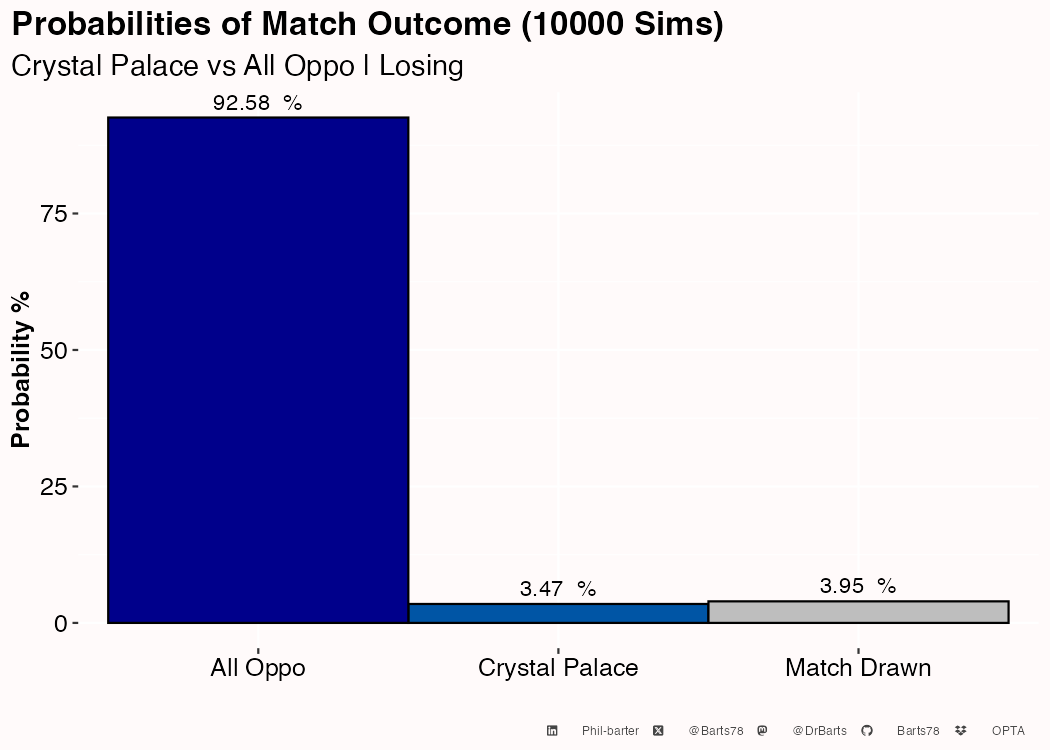 Probabilities of Match Outcome (10000 Sims)
Crystal Palace vs All Oppo | Losing
92.58 %
75
50
25
0
Probability %
3.47 %
3.95 %
All Oppo
Crystal Palace
Match Drawn
Phil-barter @Barts78 @DrBarts Barts78 OPTA